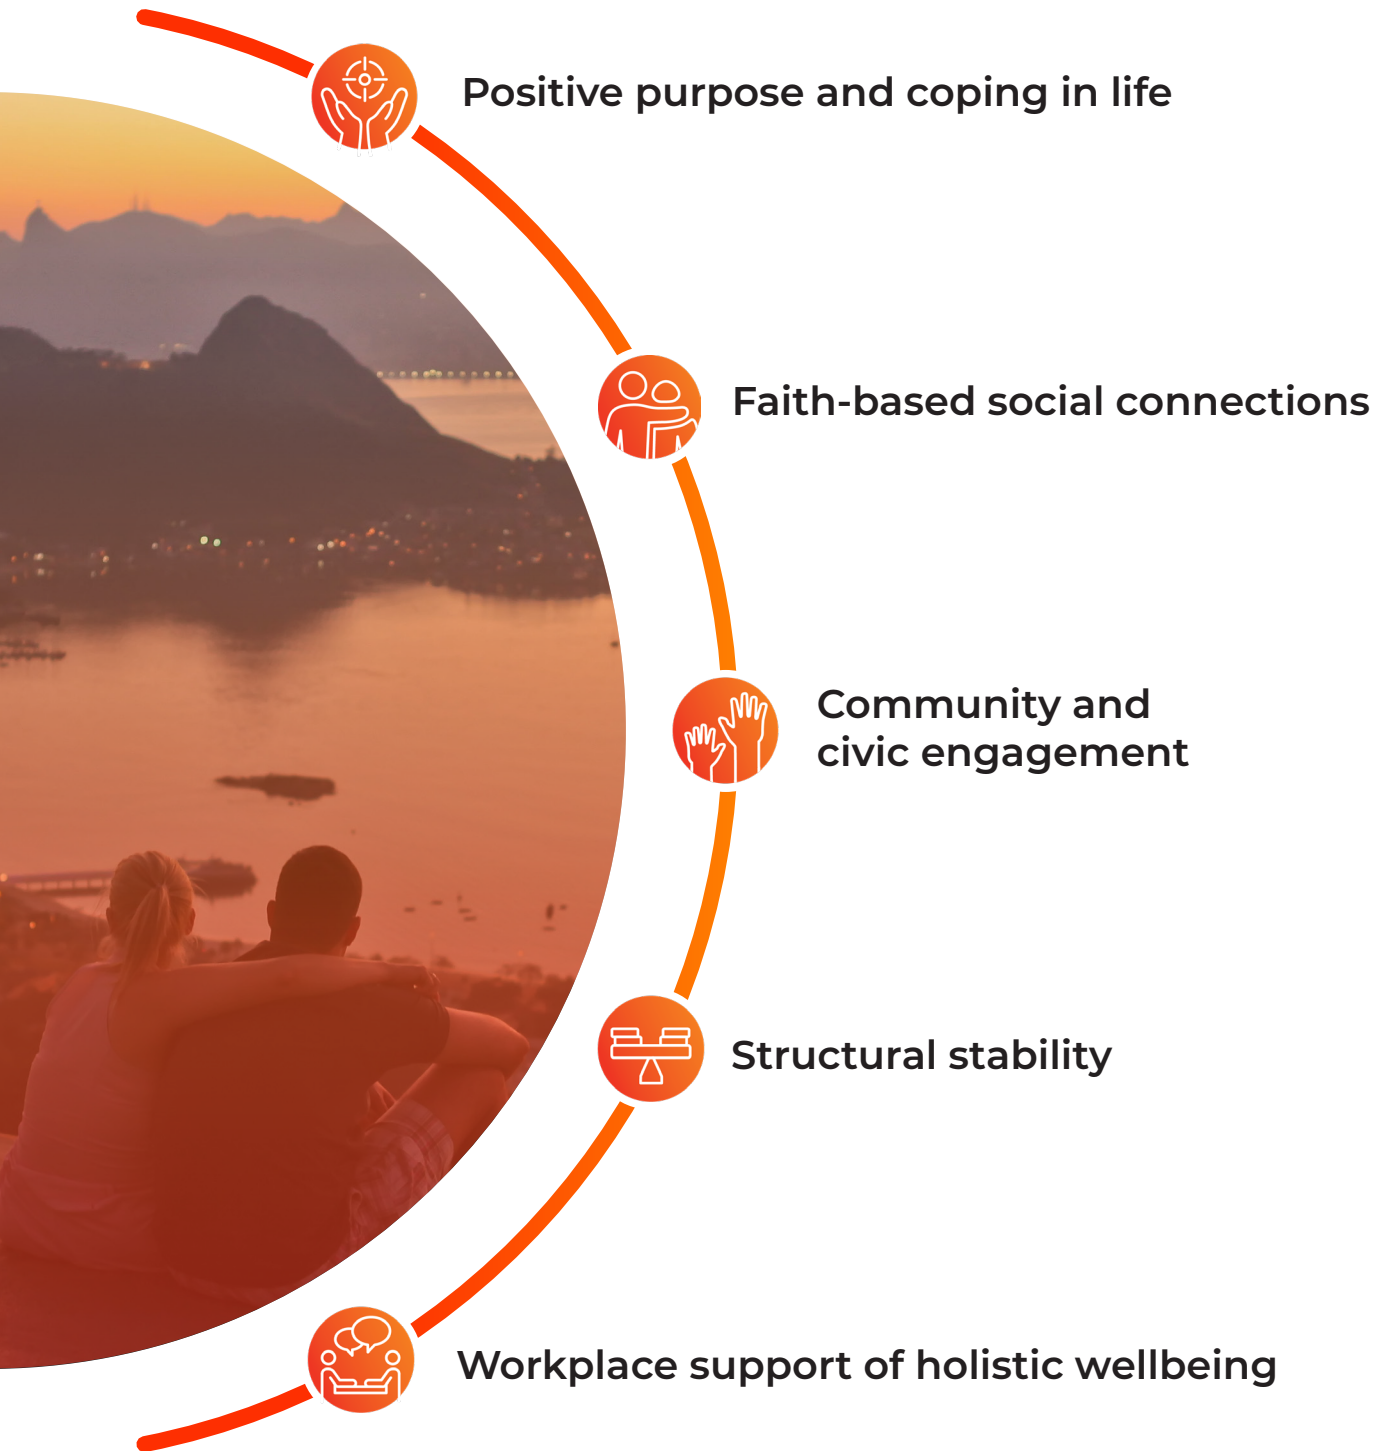 Positive purpose and coping in life
Faith-based social connections
Community and
civic engagement
Structural stability
Workplace support of holistic wellbeing